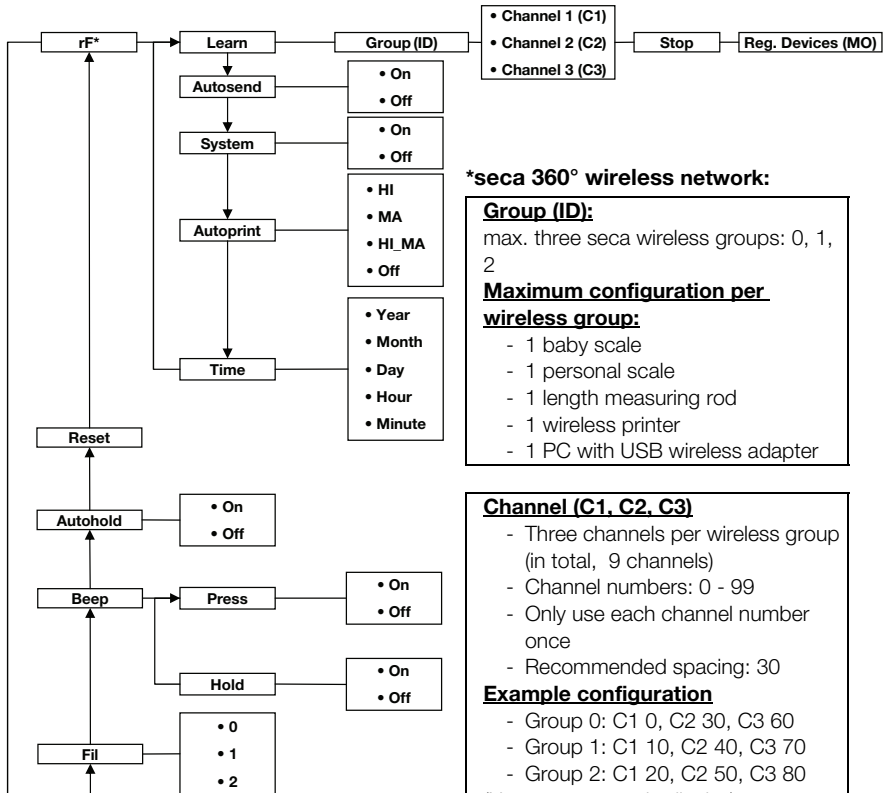 • Channel 1 (C1)
rF*
Learn
Group (ID)
• Channel 2 (C2)
Stop
Reg. Devices (MO)
• Channel 3 (C3)
Autosend
• On
• Off
System
• On
• Off
Autoprint
• HI
• MA
• HI_MA
• Off
Time
• Year
• Month
• Day
• Hour
• Minute
Reset
Autohold
• On
• Off
Beep
Press
• On
• Off
Hold
• On
• Off
Fil
• 0
• 1
• 2
*seca 360° wireless network:
Group (ID):
max. three seca wireless groups: 0, 1,
2
Maximum configuration per
wireless group:
- 1 baby scale
- 1 personal scale
- 1 length measuring rod
- 1 wireless printer
- 1 PC with USB wireless adapter
Channel (C1, C2, C3)
- Three channels per wireless group
(in total, 9 channels)
- Channel numbers: 0 - 99
- Only use each channel number
once
- Recommended spacing: 30
Example configuration
- Group 0: C1 0, C2 30, C3 60
- Group 1: C1 10, C2 40, C3 70
- Group 2: C1 20, C2 50, C3 80